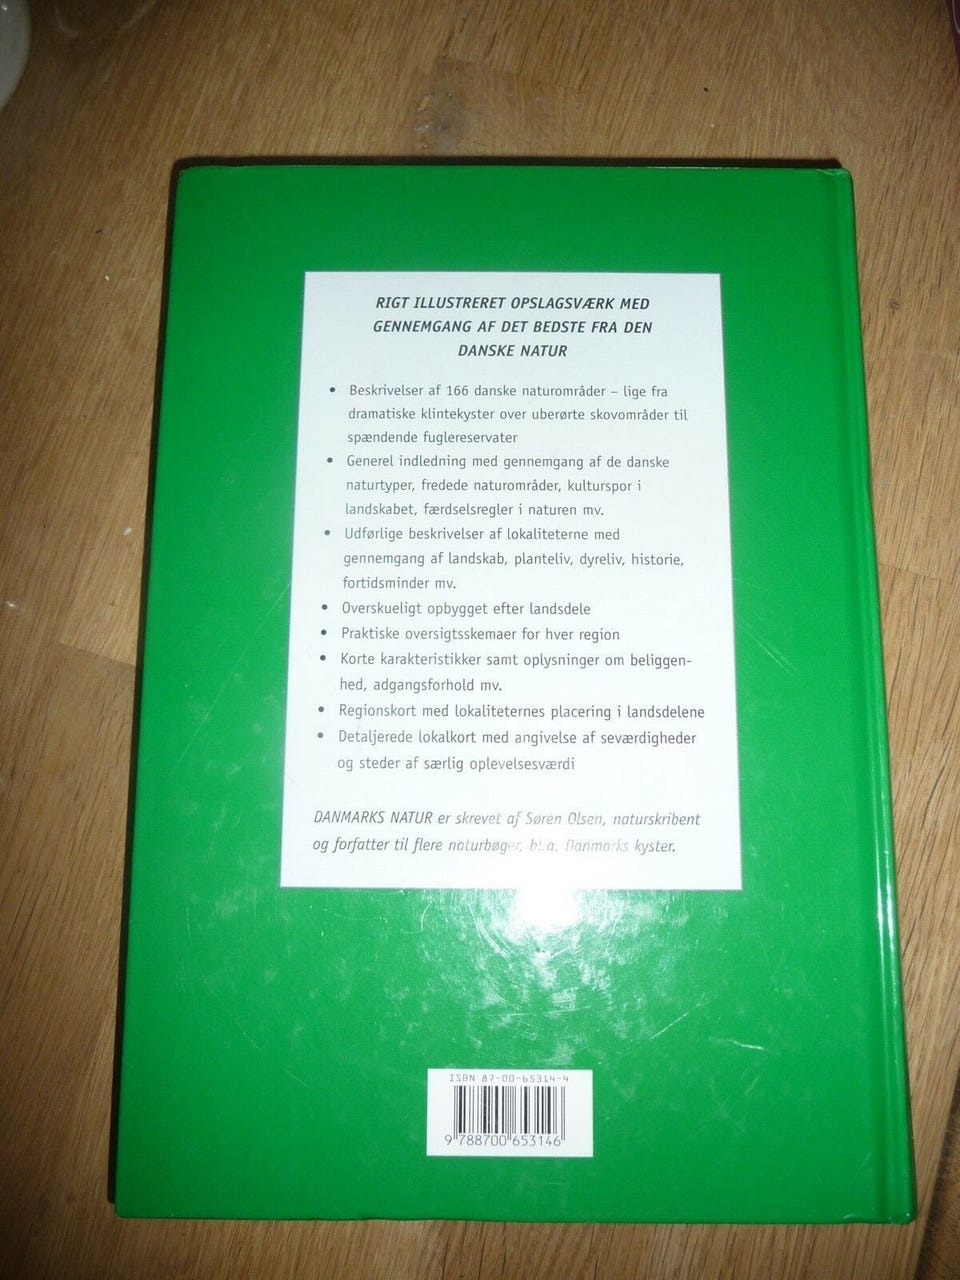 RIGT ILLUSTRERET OPSLAGSVÆRK MED
GENNEMGANG AF DET BEDSTE FRA DEN
DANSKE NATUR
• Beskrivelser af 166 danske naturområder – lige fra
dramatiske klintekyster over uberørte skovområder til
spændende fuglereservater
• Generel indledning med gennemgang af de danske
naturtyper, fredede naturområder, kulturspor i
landskabet, færdselsregler i naturen mv.
• Udførlige beskrivelser af lokaliteterne med
gennemgang af landskab, planteliv, dyreliv, historie,
fortidsminder mv.
• Overskueligt opbygget efter landsdele
• Praktiske oversigtsskemaer for hver region
• Korte karakteristikker samt oplysninger om beliggen-
hed, adgangsforhold mv.
• Regionskort med lokaliteternes placering i landsdelene
• Detaljerede lokalkort med angivelse af seværdigheder
og steder af særlig oplevelsesværdi
DANMARKS NATUR er skrevet af Søren Olsen, naturskribent
og forfatter til flere naturbøger, bl.a. Danmarks kyster.
ISBN 87-00-65314-4
9 788700 653146